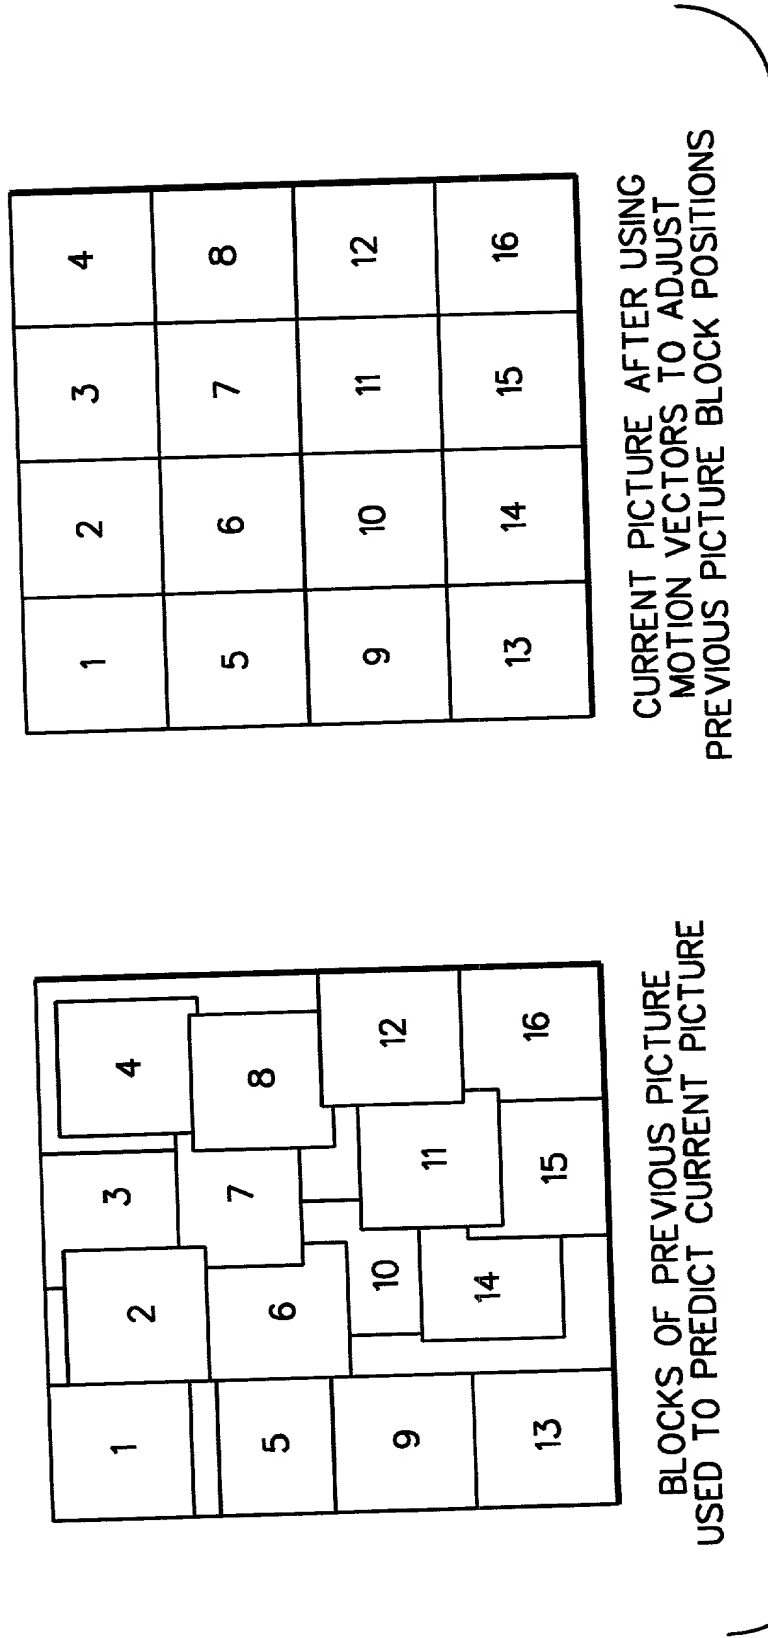 1 2 3 4
5 6 7 8
9 10 11 12
13 14 15 16
BLOCKS OF PREVIOUS PICTURE
USED TO PREDICT CURRENT PICTURE
1 2 3 4
5 6 7 8
9 10 11 12
13 14 15 16
CURRENT PICTURE AFTER USING
MOTION VECTORS TO ADJUST
PREVIOUS PICTURE BLOCK POSITIONS